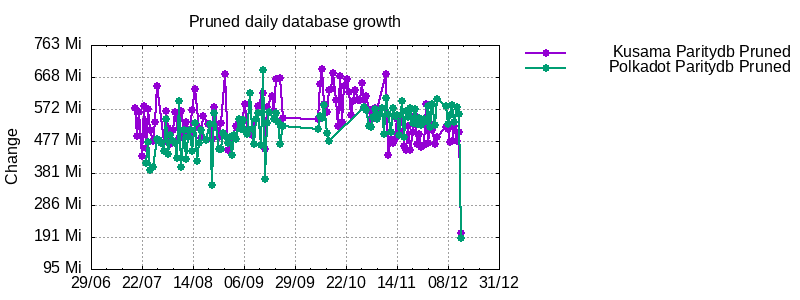 Pruned daily database growth
763 Mi
668 Mi
572 Mi
477 Mi
381 Mi
286 Mi
191 Mi
95 Mi
Change
29/06 22/07 14/08 06/09 29/09 22/10 14/11 08/12 31/12
Kusama Paritydb Pruned
Polkadot Paritydb Pruned